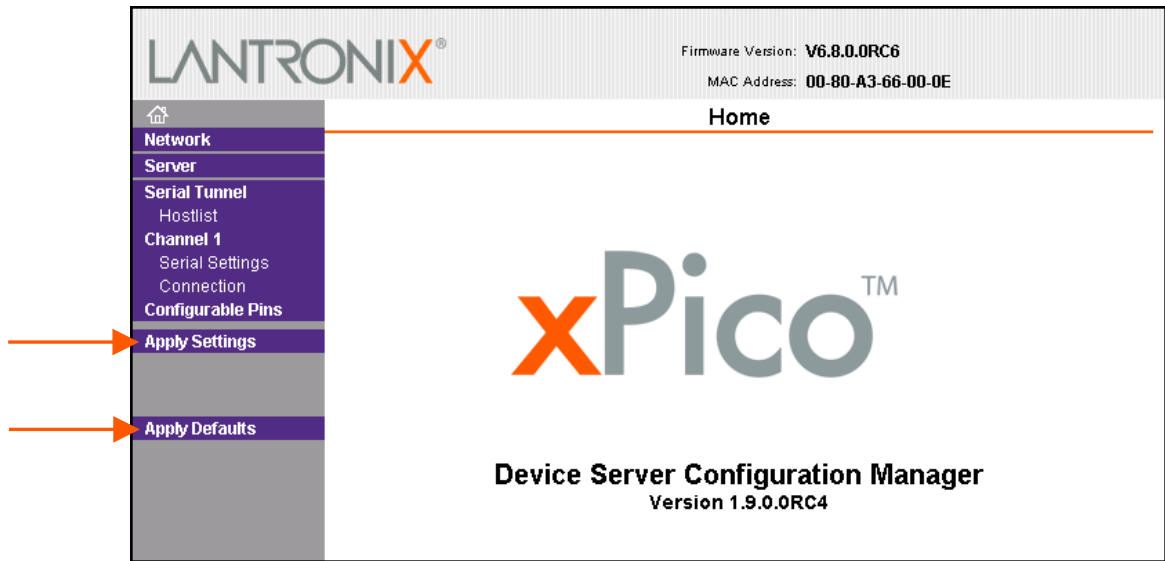 LANTRONIX®
Firmware Version: V6.8.0.0RC6
MAC Address: 00-80-A3-66-00-0E
Home
Network
Server
Serial Tunnel
Hostlist
Channel 1
Serial Settings
Connection
Configurable Pins
Apply Settings
Apply Defaults
xPico™
Device Server Configuration Manager
Version 1.9.0.0RC4